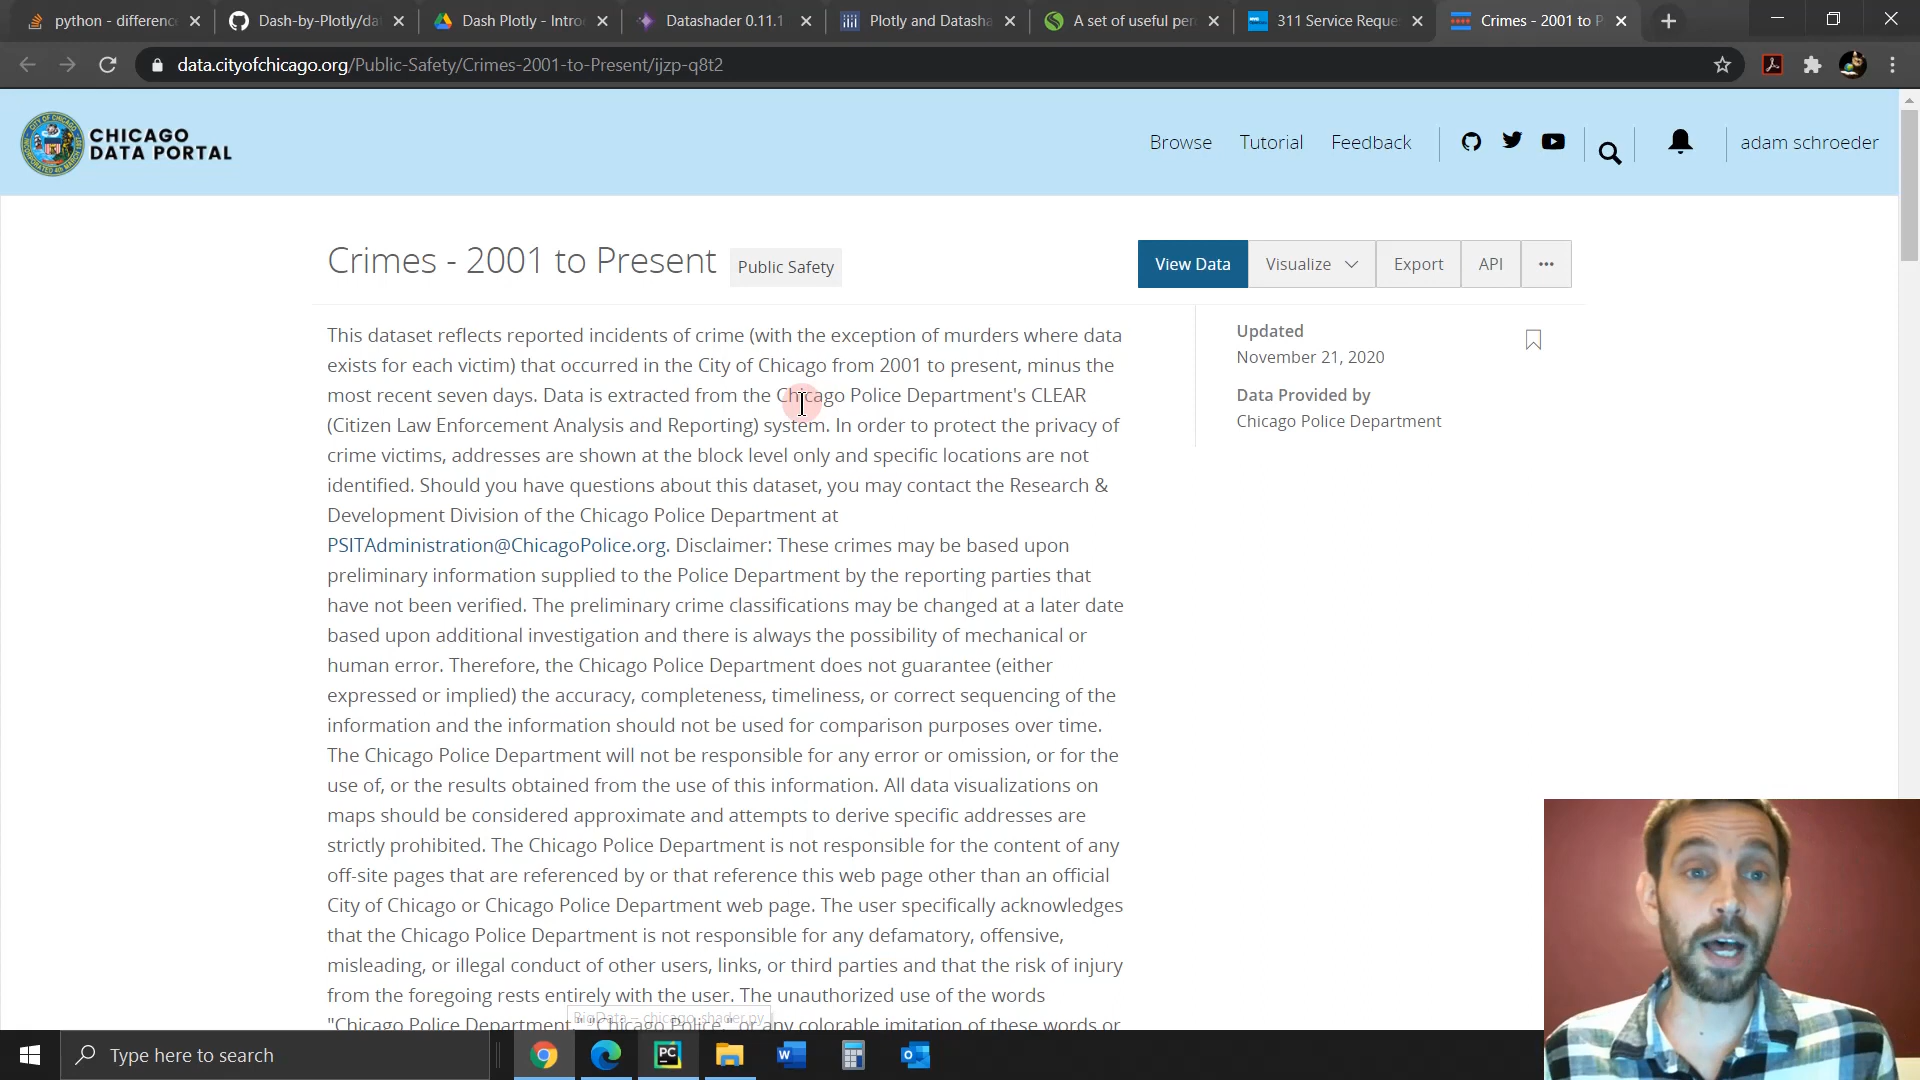 python - difference
Dash-by-Plotly/da
Dash Plotly - Intro
Datashader 0.11.1
Plotly and Datasha
A set of useful per
311 Service Reque
Crimes - 2001 to P
data.cityofchicago.org/Public-Safety/Crimes-2001-to-Present/ijzp-q8t2
CHICAGO
DATA PORTAL
Browse
Tutorial
Feedback
adam schroeder
Crimes - 2001 to Present
Public Safety
View Data
Visualize
Export
API
This dataset reflects reported incidents of crime (with the exception of murders where data
exists for each victim) that occurred in the City of Chicago from 2001 to present, minus the
most recent seven days. Data is extracted from the Chicago Police Department's CLEAR
(Citizen Law Enforcement Analysis and Reporting) system. In order to protect the privacy of
crime victims, addresses are shown at the block level only and specific locations are not
identified. Should you have questions about this dataset, you may contact the Research &
Development Division of the Chicago Police Department at
PSITAdministration@ChicagoPolice.org. Disclaimer: These crimes may be based upon
preliminary information supplied to the Police Department by the reporting parties that
have not been verified. The preliminary crime classifications may be changed at a later date
based upon additional investigation and there is always the possibility of mechanical or
human error. Therefore, the Chicago Police Department does not guarantee (either
expressed or implied) the accuracy, completeness, timeliness, or correct sequencing of the
information and the information should not be used for comparison purposes over time.
The Chicago Police Department will not be responsible for any error or omission, or for the
use of, or the results obtained from the use of this information. All data visualizations on
maps should be considered approximate and attempts to derive specific addresses are
strictly prohibited. The Chicago Police Department is not responsible for the content of any
off-site pages that are referenced by or that reference this web page other than an official
City of Chicago or Chicago Police Department web page. The user specifically acknowledges
that the Chicago Police Department is not responsible for any defamatory, offensive,
misleading, or illegal conduct of other users, links, or third parties and that the risk of injury
from the foregoing rests entirely with the user. The unauthorized use of the words
"Chicago Police Department," "Chicago Police," or any colorable imitation of these words or
Updated
November 21, 2020
Data Provided by
Chicago Police Department
BigData – chicago_shader.py
Type here to search